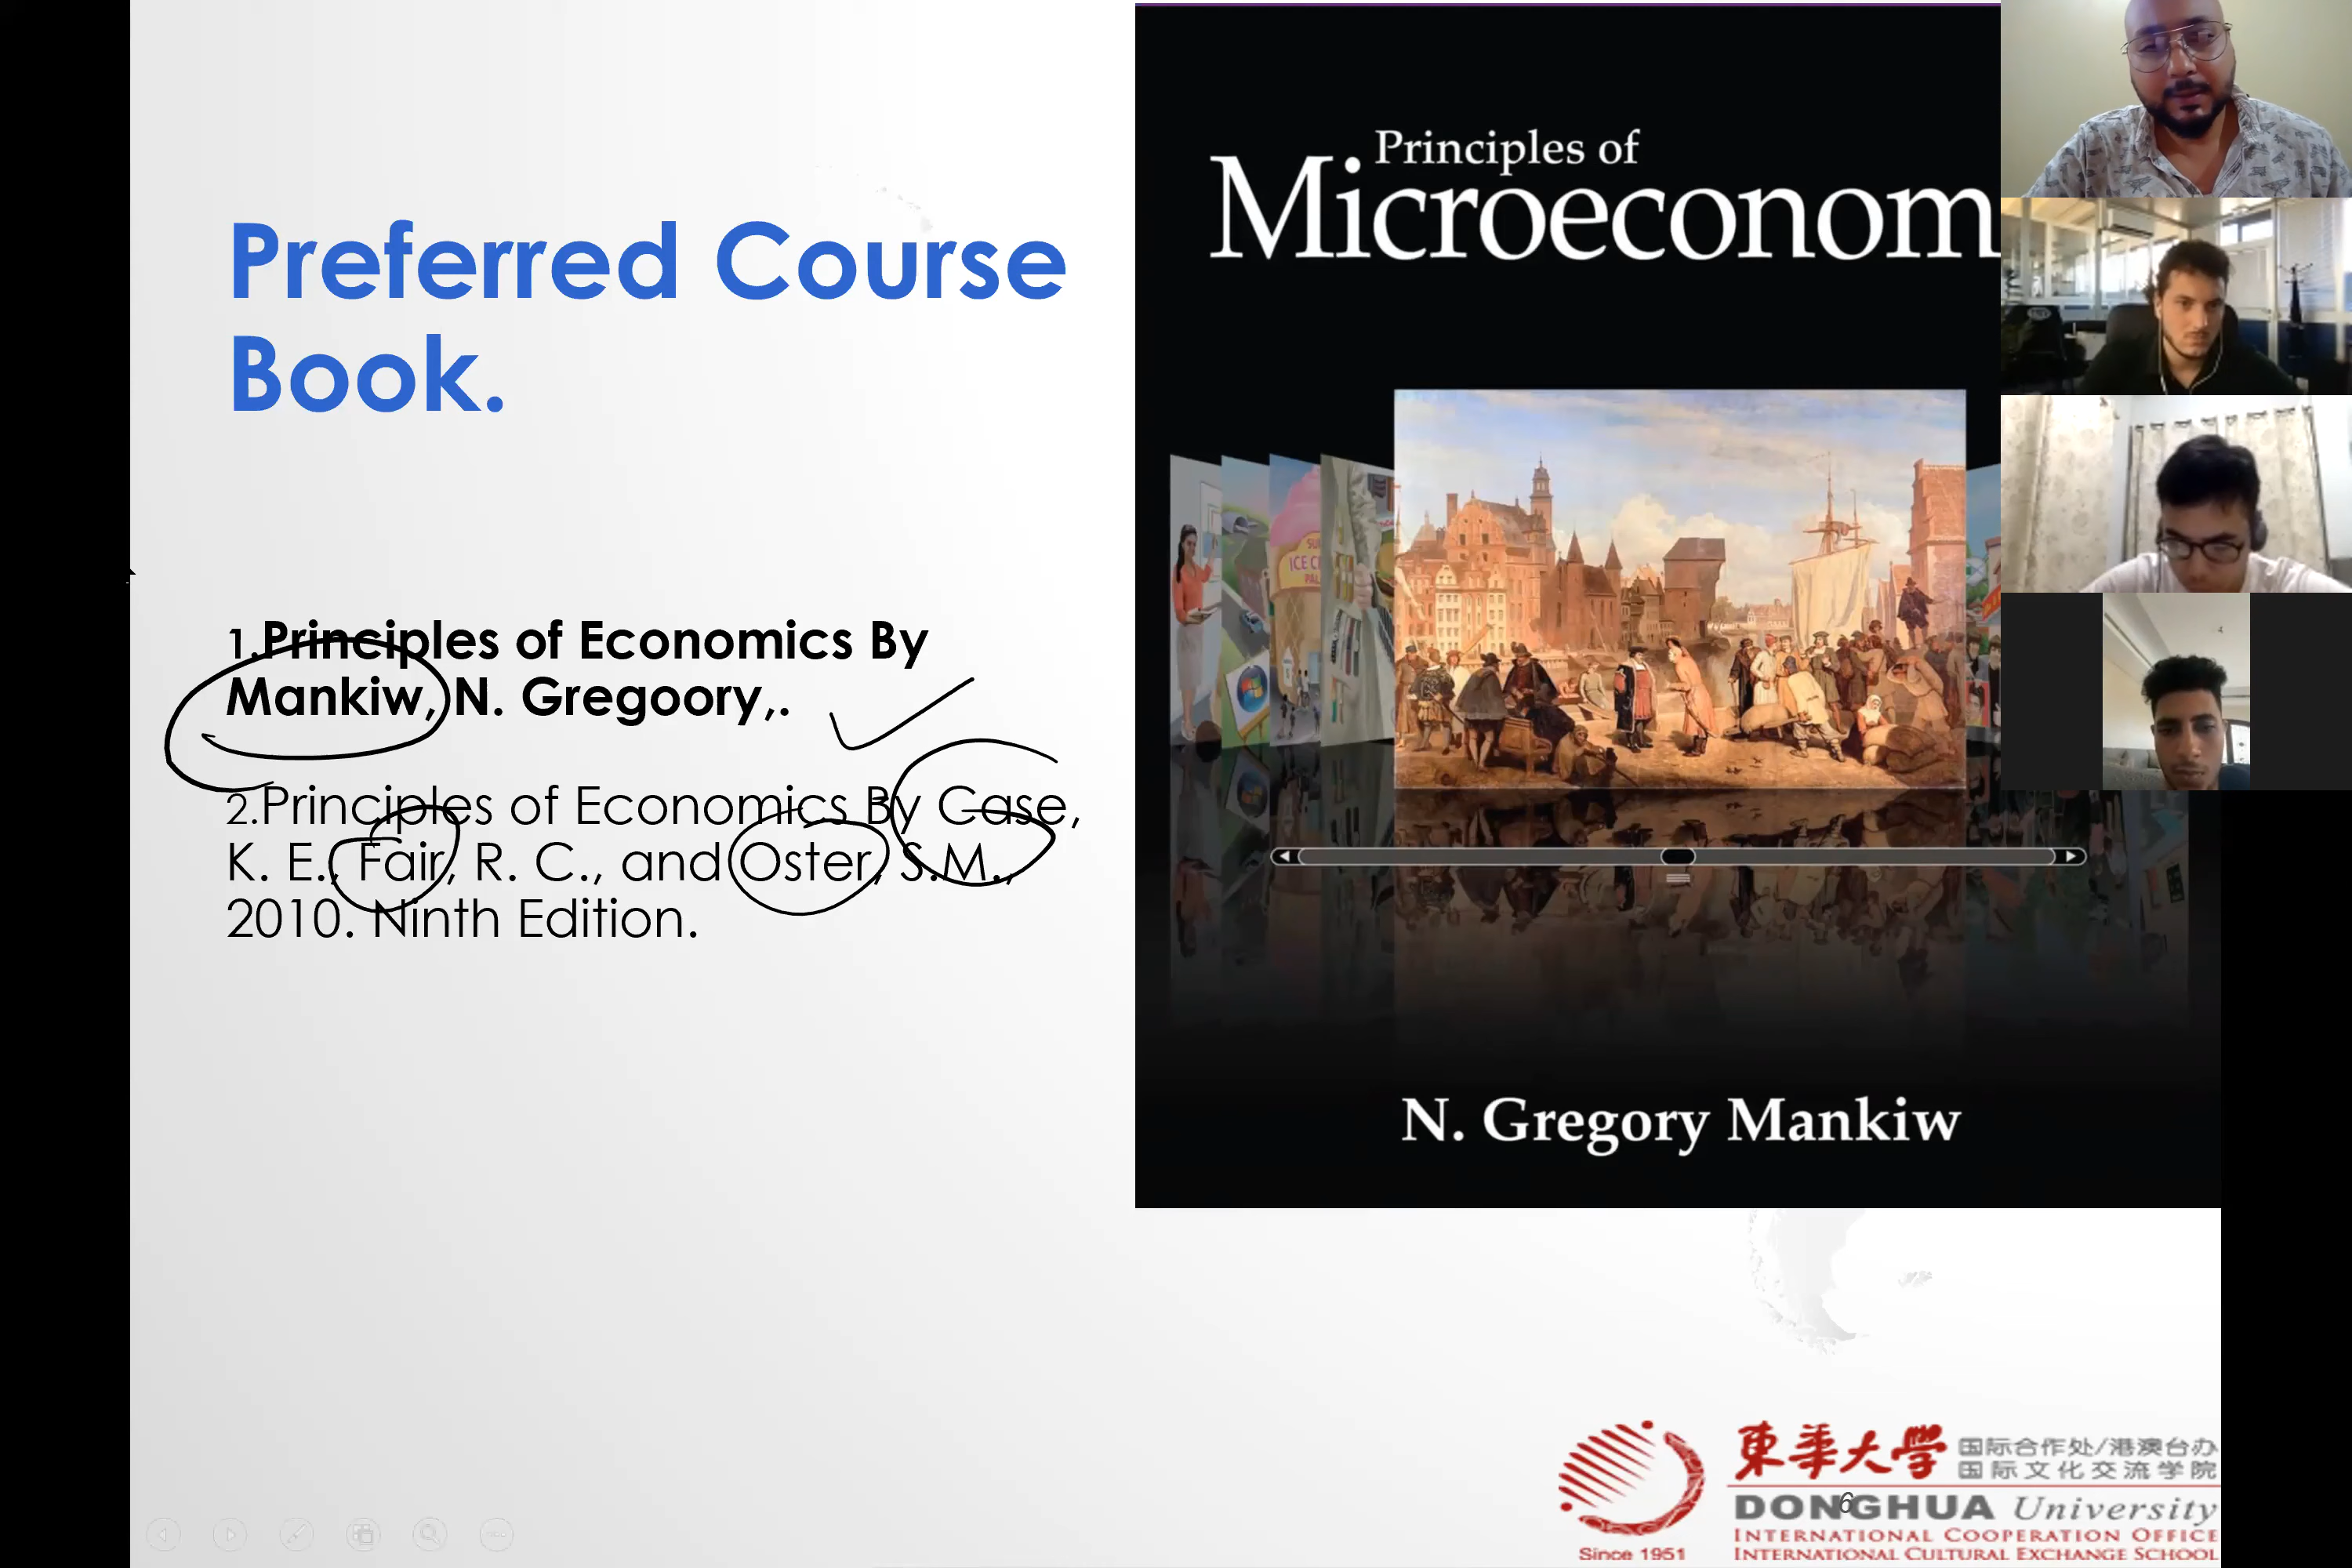 Preferred Course
Book.
1.Principles of Economics By
Mankiw, N. Gregoory,.
2.Principles of Economics By Case,
K. E., Fair, R. C., and Oster, S.M.,
2010. Ninth Edition.
Principles of
Microeconom
ICE
N. Gregory Mankiw
東華大學
国际合作处/港澳台办
国际文化交流学院
DONGHUA University
6
INTERNATIONAL COOPERATION OFFICE
INTERNATIONAL CULTURAL EXCHANGE SCHOOL
Since 1951